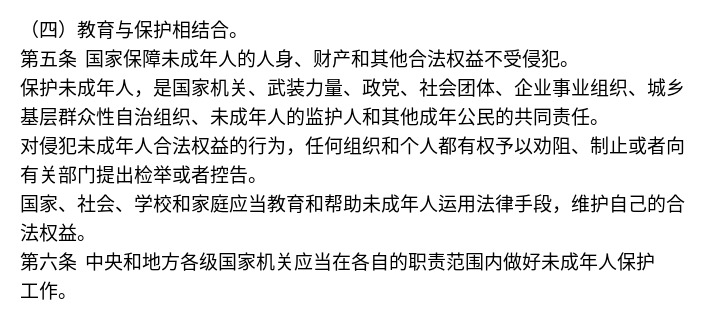 （四）教育与保护相结合。
第五条 国家保障未成年人的人身、财产和其他合法权益不受侵犯。
保护未成年人，是国家机关、武装力量、政党、社会团体、企业事业组织、城乡
基层群众性自治组织、未成年人的监护人和其他成年公民的共同责任。
对侵犯未成年人合法权益的行为，任何组织和个人都有权予以劝阻、制止或者向
有关部门提出检举或者控告。
国家、社会、学校和家庭应当教育和帮助未成年人运用法律手段，维护自己的合
法权益。
第六条 中央和地方各级国家机关应当在各自的职责范围内做好未成年人保护
工作。